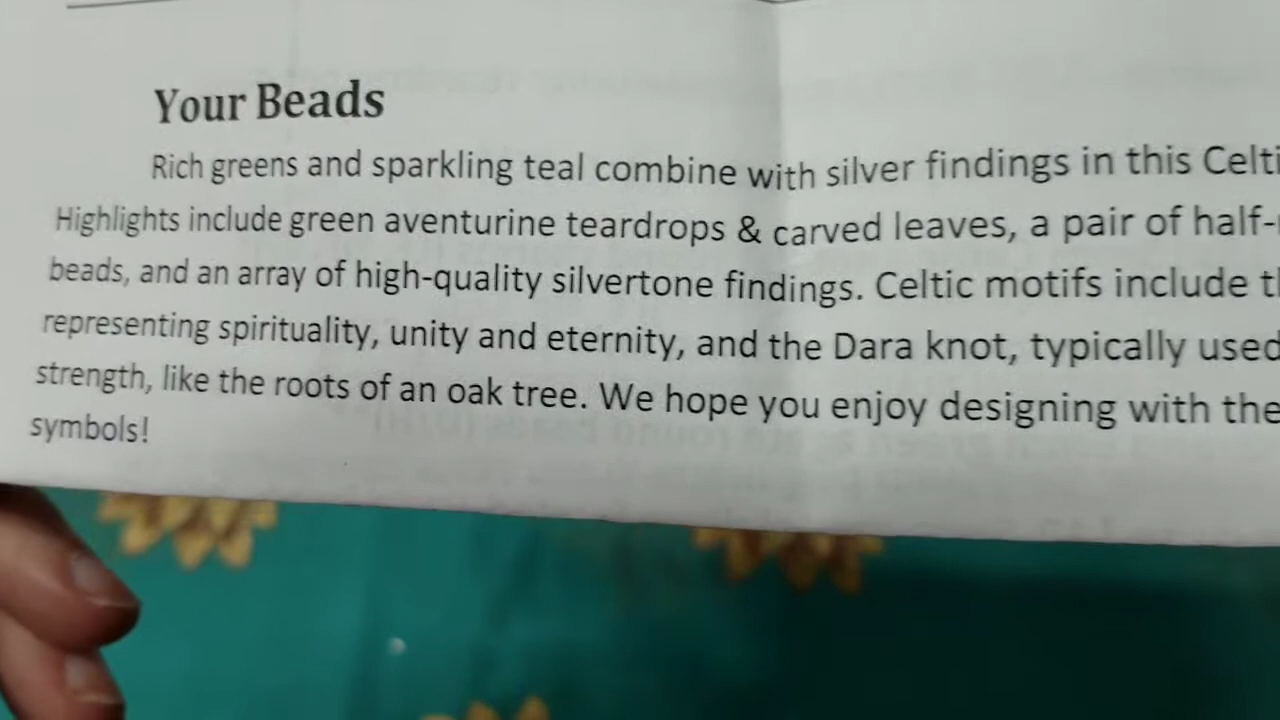 Your Beads
Rich greens and sparkling teal combine with silver findings in this Celti
Highlights include green aventurine teardrops & carved leaves, a pair of half-
beads, and an array of high-quality silvertone findings. Celtic motifs include
representing spirituality, unity and eternity, and the Dara knot, typically used
strength, like the roots of an oak tree. We hope you enjoy designing with the
symbols!